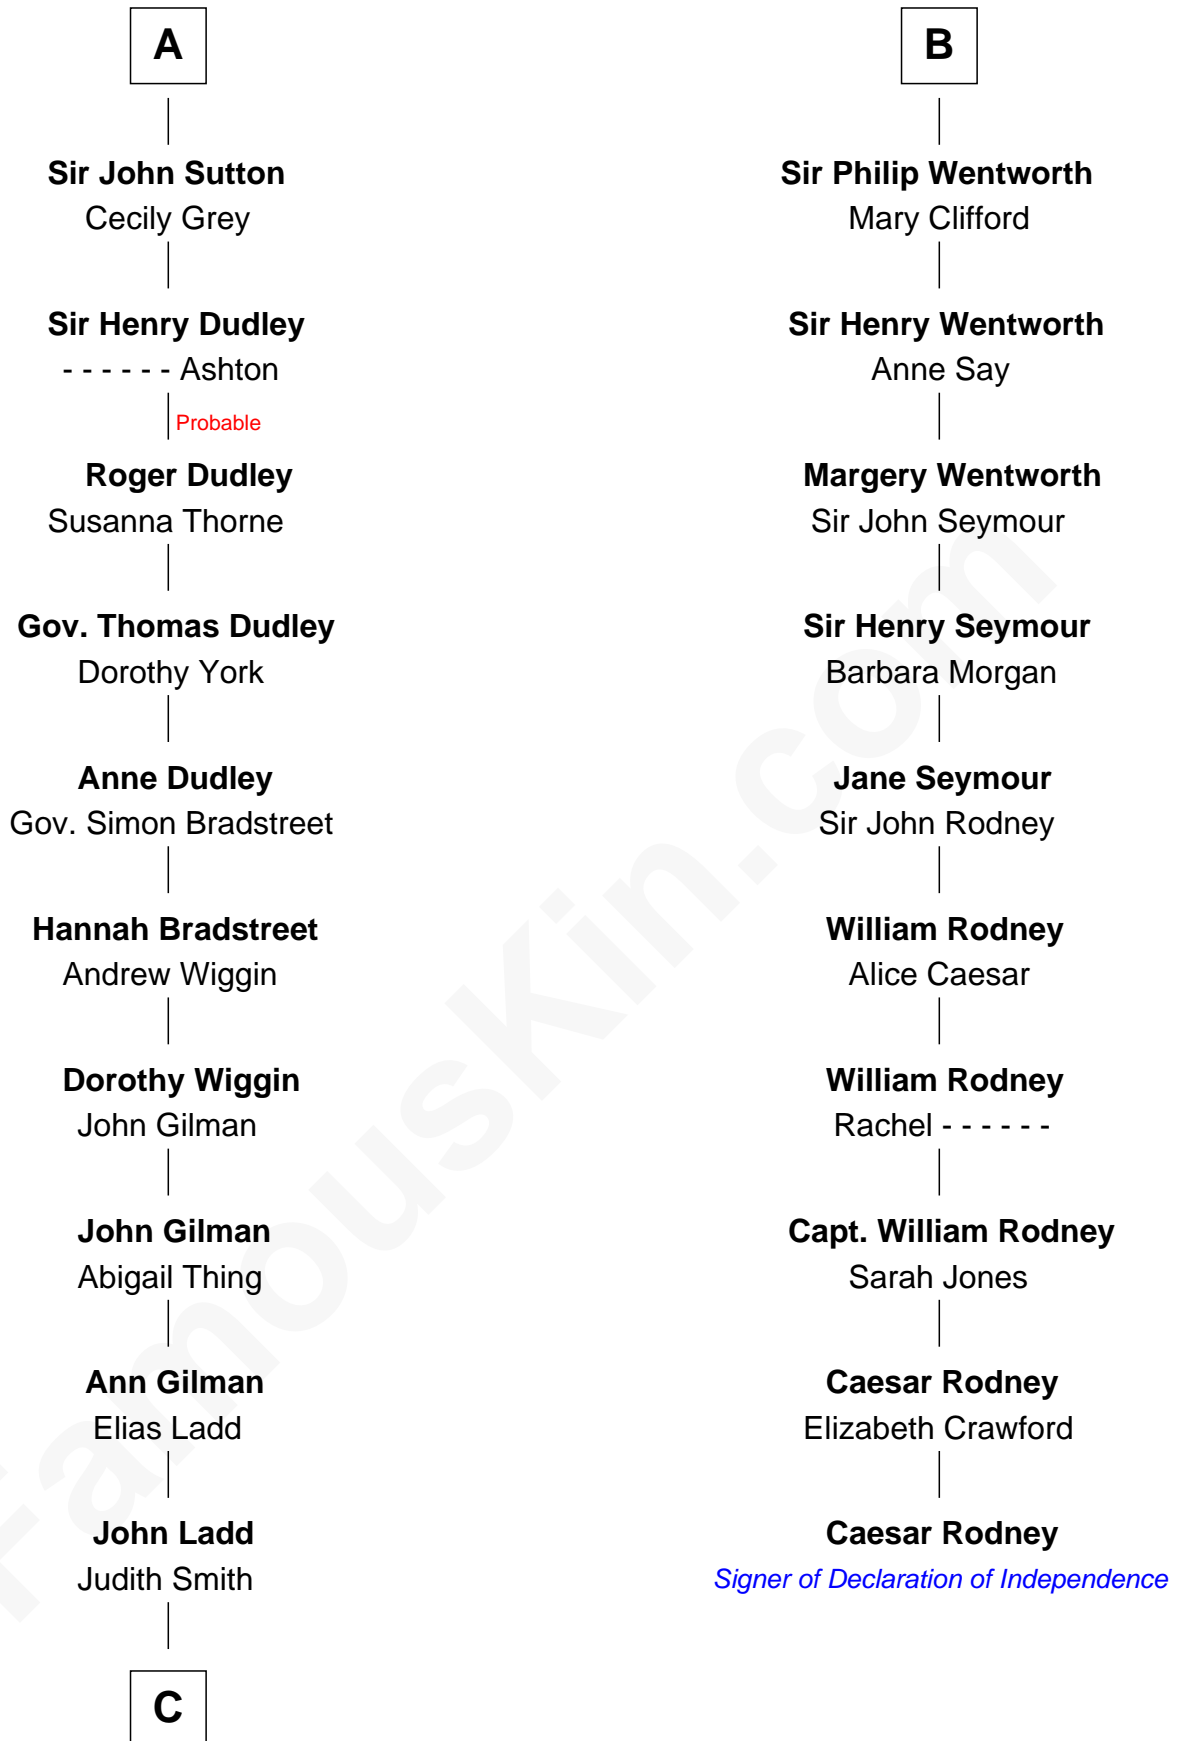 A
Sir John Sutton
Cecily Grey
Sir Henry Dudley
- - - - - - Ashton
Probable
Roger Dudley
Susanna Thorne
Gov. Thomas Dudley
Dorothy York
Anne Dudley
Gov. Simon Bradstreet
Hannah Bradstreet
Andrew Wiggin
Dorothy Wiggin
John Gilman
John Gilman
Abigail Thing
Ann Gilman
Elias Ladd
John Ladd
Judith Smith
C
B
Sir Philip Wentworth
Mary Clifford
Sir Henry Wentworth
Anne Say
Margery Wentworth
Sir John Seymour
Sir Henry Seymour
Barbara Morgan
Jane Seymour
Sir John Rodney
William Rodney
Alice Caesar
William Rodney
Rachel - - - - - -
Capt. William Rodney
Sarah Jones
Caesar Rodney
Elizabeth Crawford
Caesar Rodney
Signer of Declaration of Independence
FamousKin.com